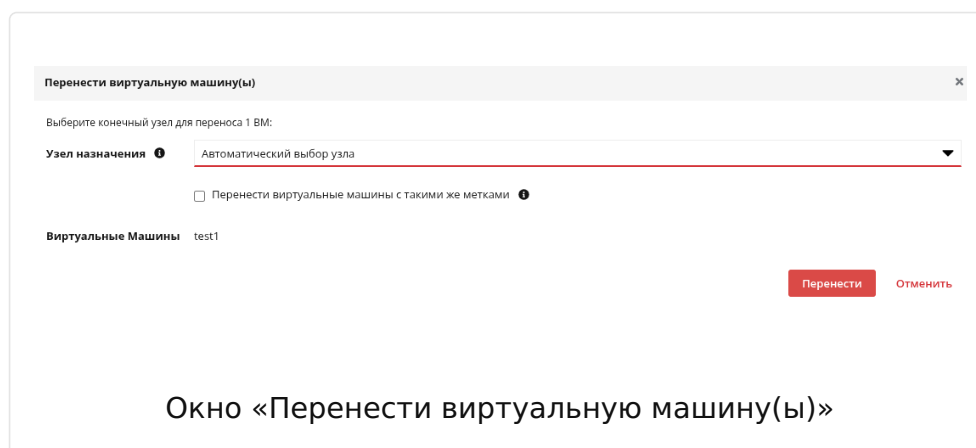 Перенести виртуальную машину(ы)
Выберите конечный узел для переноса 1 ВМ:
Узел назначения Автоматический выбор узла
Перенести виртуальные машины с такими же метками
Виртуальные Машины test1
Перенести Отменить
Окно «Перенести виртуальную машину(ы)»